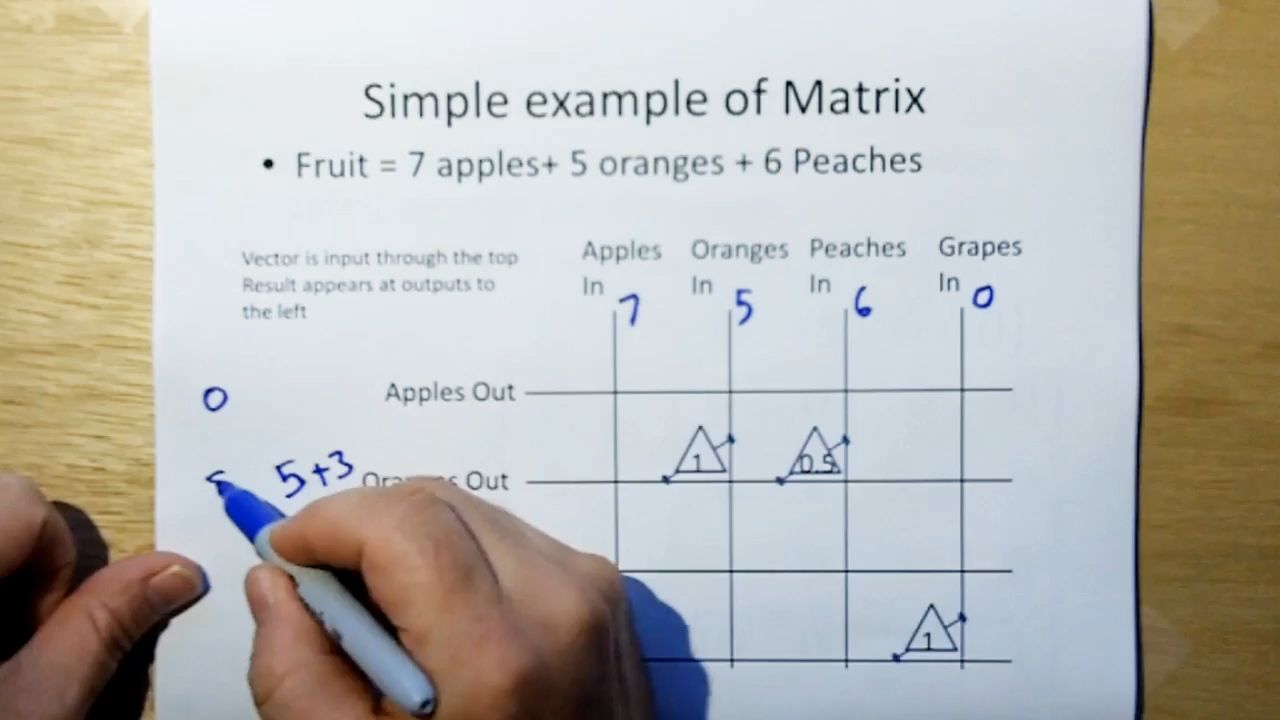 Simple example of Matrix
• Fruit = 7 apples+ 5 oranges + 6 Peaches
Vector is input through the top
Result appears at outputs to
the left
Apples Oranges Peaches Grapes
In 7 In 5 In 6 In 0
0 Apples Out
5+3 Out
1 0.5
1